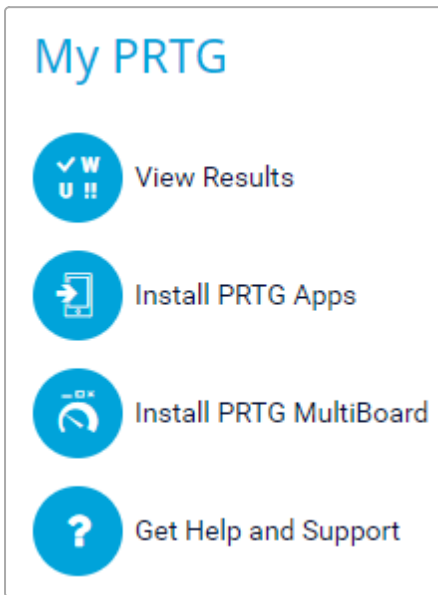 My PRTG
✓ W
U !!
View Results
Install PRTG Apps
Install PRTG MultiBoard
?
Get Help and Support